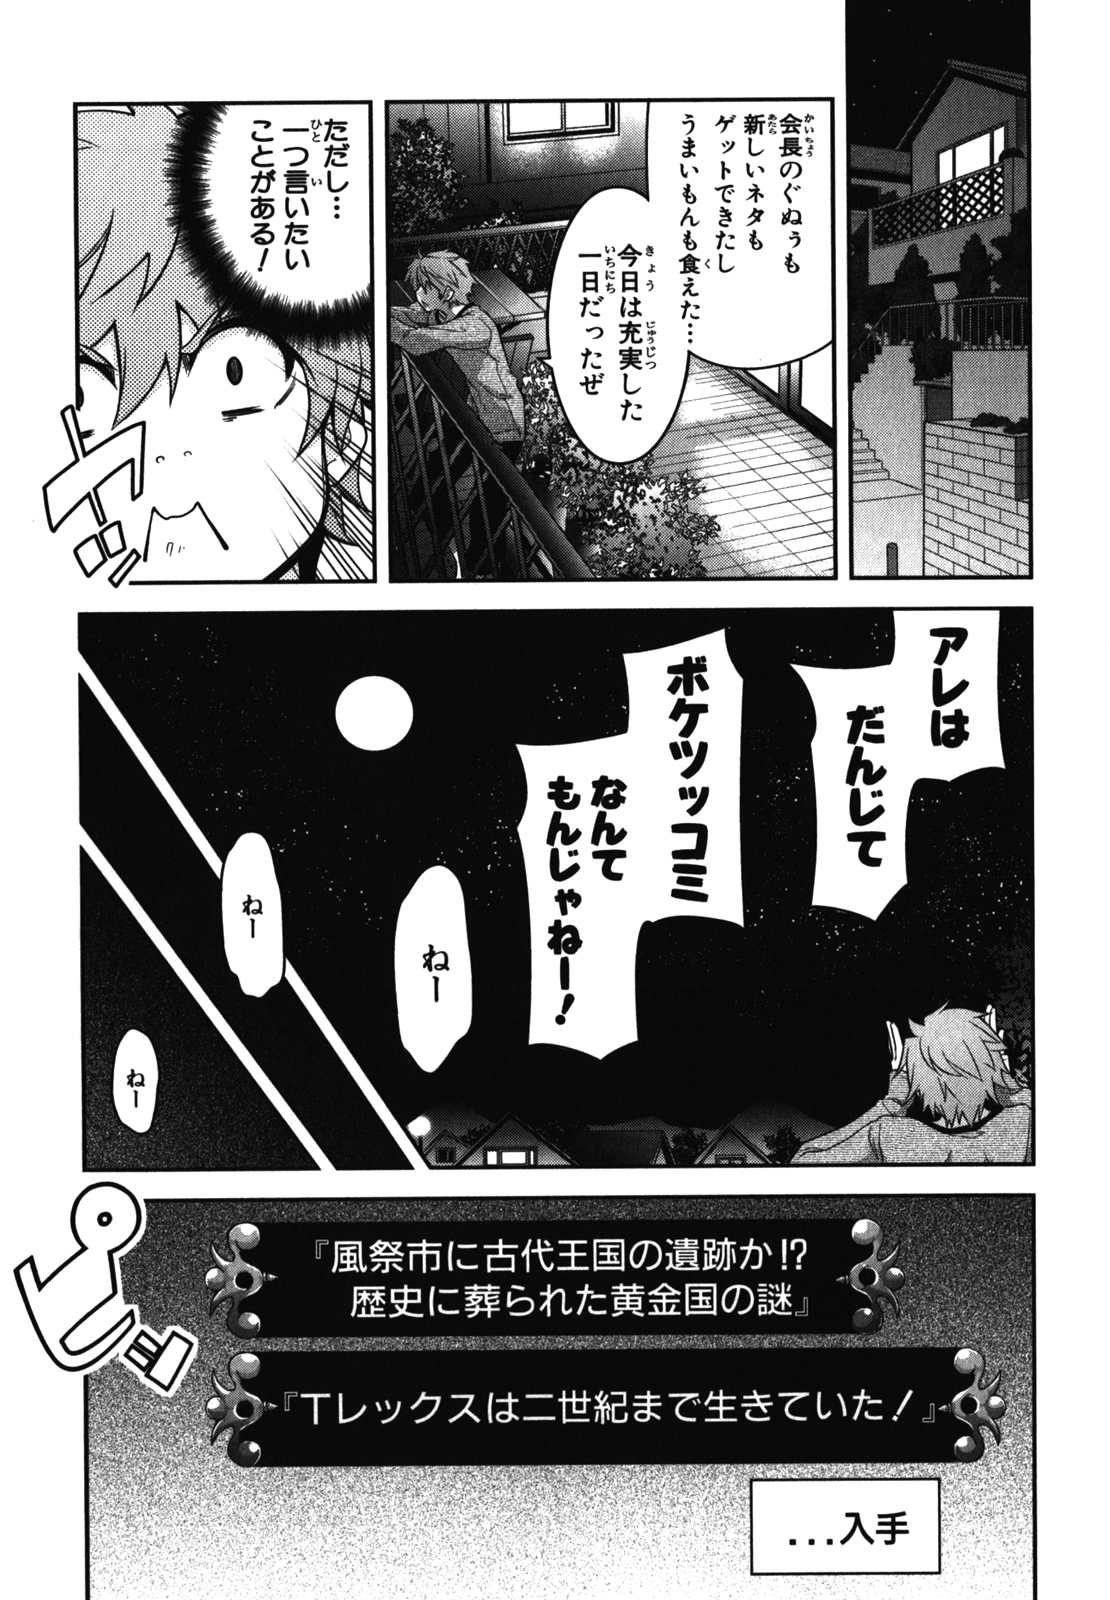 会長のぐぬぅも
新しいネタも
ゲットできたし
うまいもんも食えた…
今日は充実した
一日だったぜ
ただし…
一つ言いたい
ことがある！
アレは
だんじて
ボケツッコミ
なんて
もんじゃねー！
ねー
ねー
ねー
『風祭市に古代王国の遺跡か！？
歴史に葬られた黄金国の謎』
『Ｔレックスは二世紀まで生きていた！』
...入手